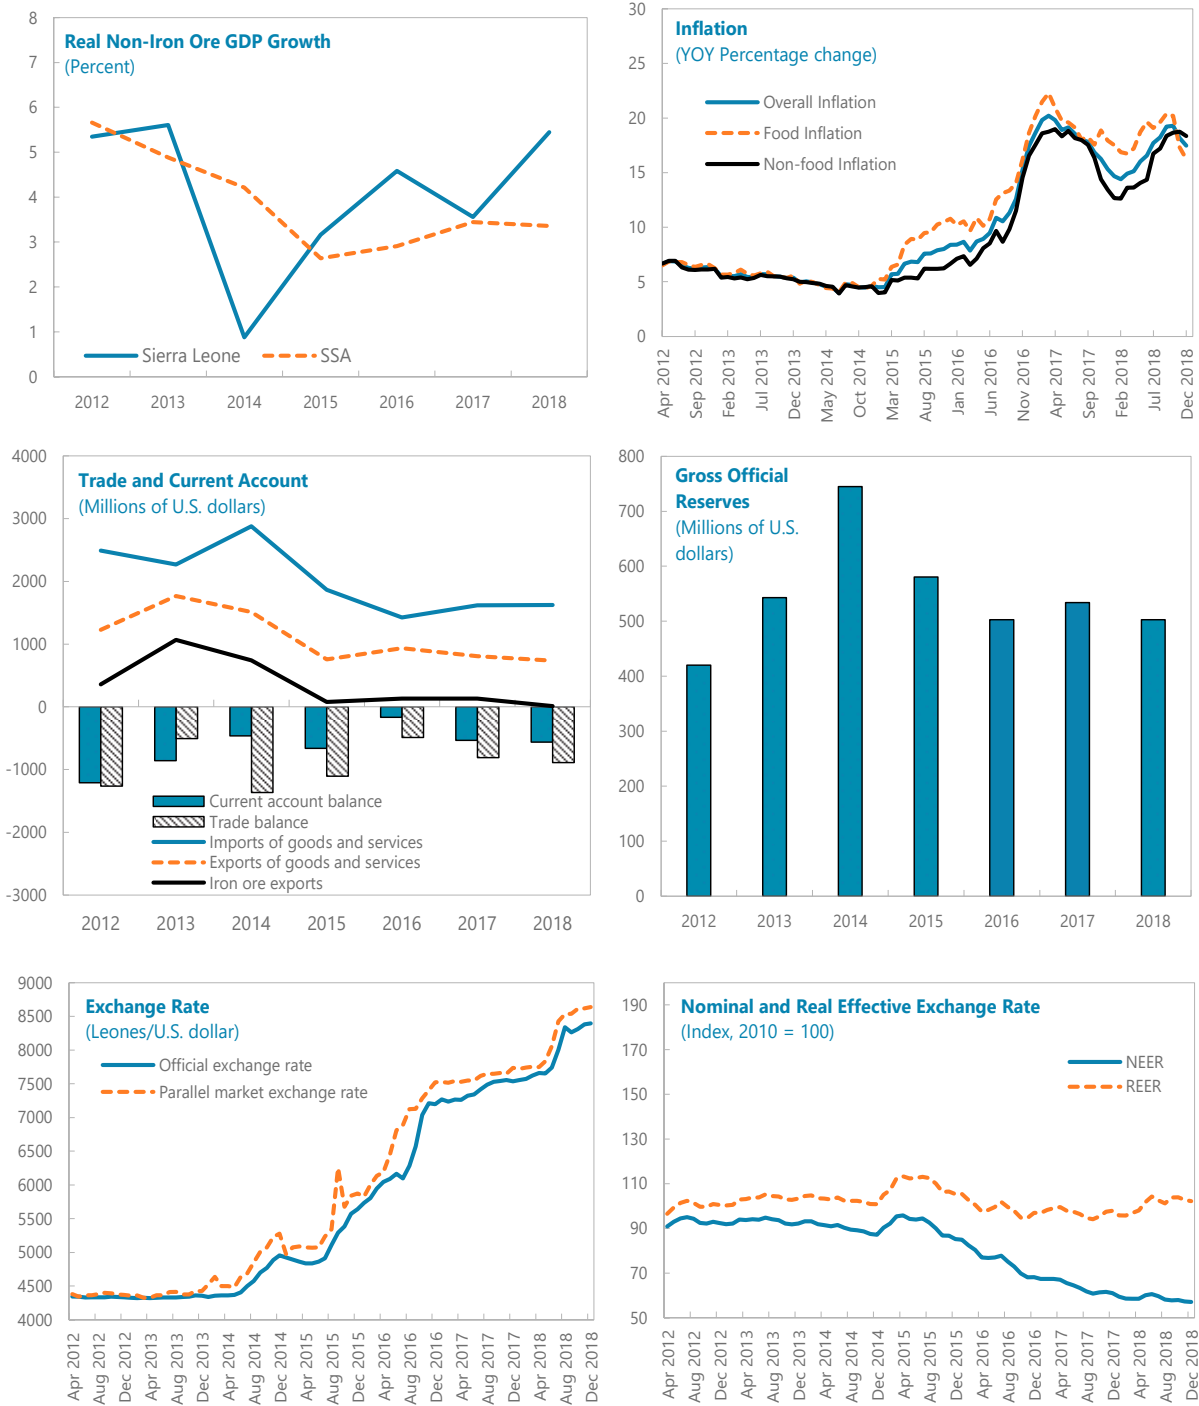 Real Non-Iron Ore GDP Growth
(Percent)
8
7
6
5
4
3
2
1
0
Sierra Leone
SSA
2012 2013 2014 2015 2016 2017 2018
Inflation
(YOY Percentage change)
30
25
20
15
10
5
0
Overall Inflation
Food Inflation
Non-food Inflation
Apr 2012
Sep 2012
Feb 2013
Jul 2013
Dec 2013
May 2014
Oct 2014
Mar 2015
Aug 2015
Jan 2016
Jun 2016
Nov 2016
Apr 2017
Sep 2017
Feb 2018
Jul 2018
Dec 2018
Trade and Current Account
(Millions of U.S. dollars)
4000
3000
2000
1000
0
-1000
-2000
-3000
Current account balance
Trade balance
Imports of goods and services
Exports of goods and services
Iron ore exports
2012 2013 2014 2015 2016 2017 2018
Gross Official
Reserves
(Millions of U.S.
dollars)
800
700
600
500
400
300
200
100
0
2012 2013 2014 2015 2016 2017 2018
Exchange Rate
(Leones/U.S. dollar)
9000
8500
8000
7500
7000
6500
6000
5500
5000
4500
4000
Official exchange rate
Parallel market exchange rate
Apr 2012
Aug 2012
Dec 2012
Apr 2013
Aug 2013
Dec 2013
Apr 2014
Aug 2014
Dec 2014
Apr 2015
Aug 2015
Dec 2015
Apr 2016
Aug 2016
Dec 2016
Apr 2017
Aug 2017
Dec 2017
Apr 2018
Aug 2018
Dec 2018
Nominal and Real Effective Exchange Rate
(Index, 2010 = 100)
190
170
150
130
110
90
70
50
NEER
REER
Apr 2012
Aug 2012
Dec 2012
Apr 2013
Aug 2013
Dec 2013
Apr 2014
Aug 2014
Dec 2014
Apr 2015
Aug 2015
Dec 2015
Apr 2016
Aug 2016
Dec 2016
Apr 2017
Aug 2017
Dec 2017
Apr 2018
Aug 2018
Dec 2018